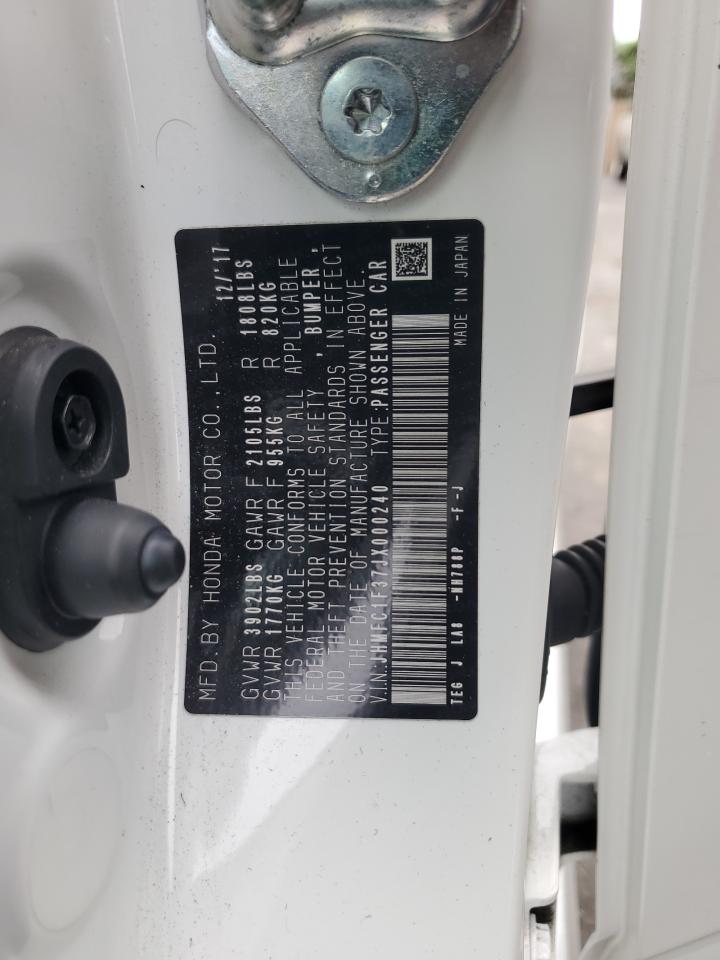 MFD. BY HONDA MOTOR CO.,LTD. 12/'17
GVWR 3902LBS GAWR F 2105LBS R 1808LBS
GVWR 1770KG GAWR F 955KG R 820KG
THIS VEHICLE CONFORMS TO ALL APPLICABLE
FEDERAL MOTOR VEHICLE SAFETY , BUMPER ,
AND THEFT PREVENTION STANDARDS IN EFFECT
ON THE DATE OF MANUFACTURE SHOWN ABOVE.
V.I.N:JHMFC1F37JX000240 TYPE:PASSENGER CAR
TEG J LA8 -NH788P -F-J MADE IN JAPAN